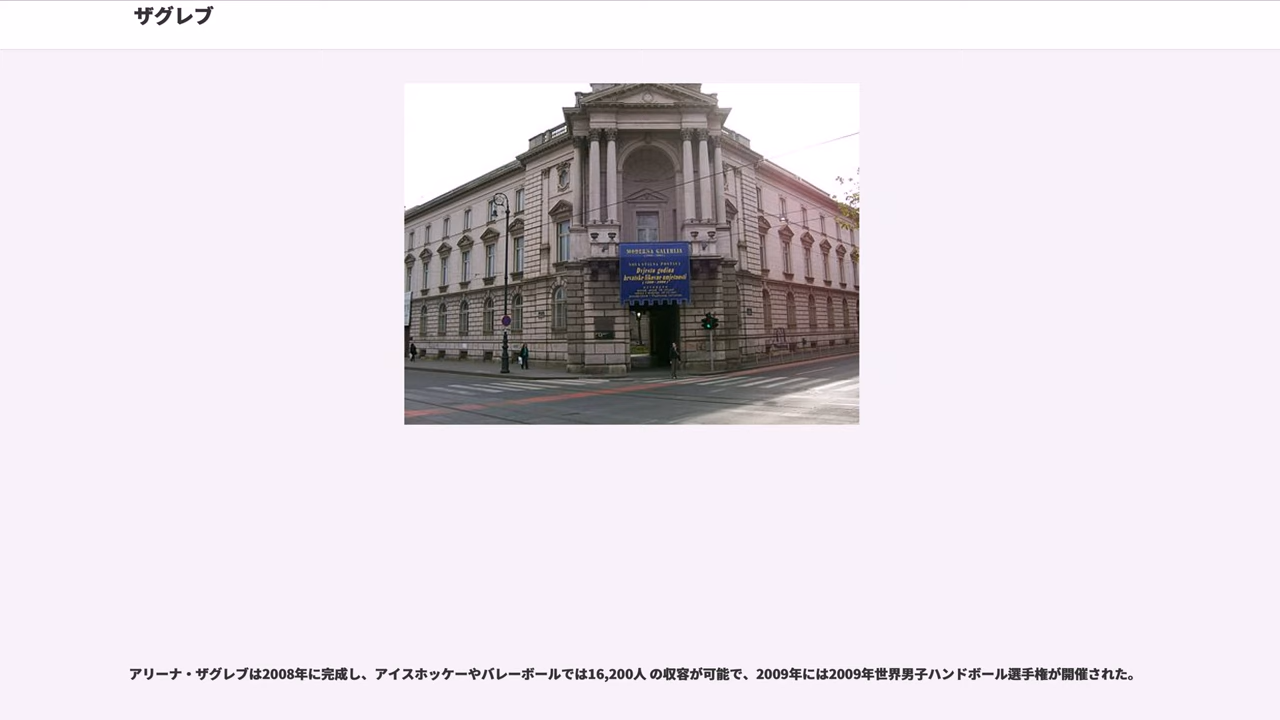 ザグレブ
MODERNA GALERIJA
Dvjesto godina
hrvatske likovne umjetnosti
アリーナ・ザグレブは2008年に完成し、アイスホッケーやバレーボールでは16,200人 の収容が可能で、2009年には2009年世界男子ハンドボール選手権が開催された。